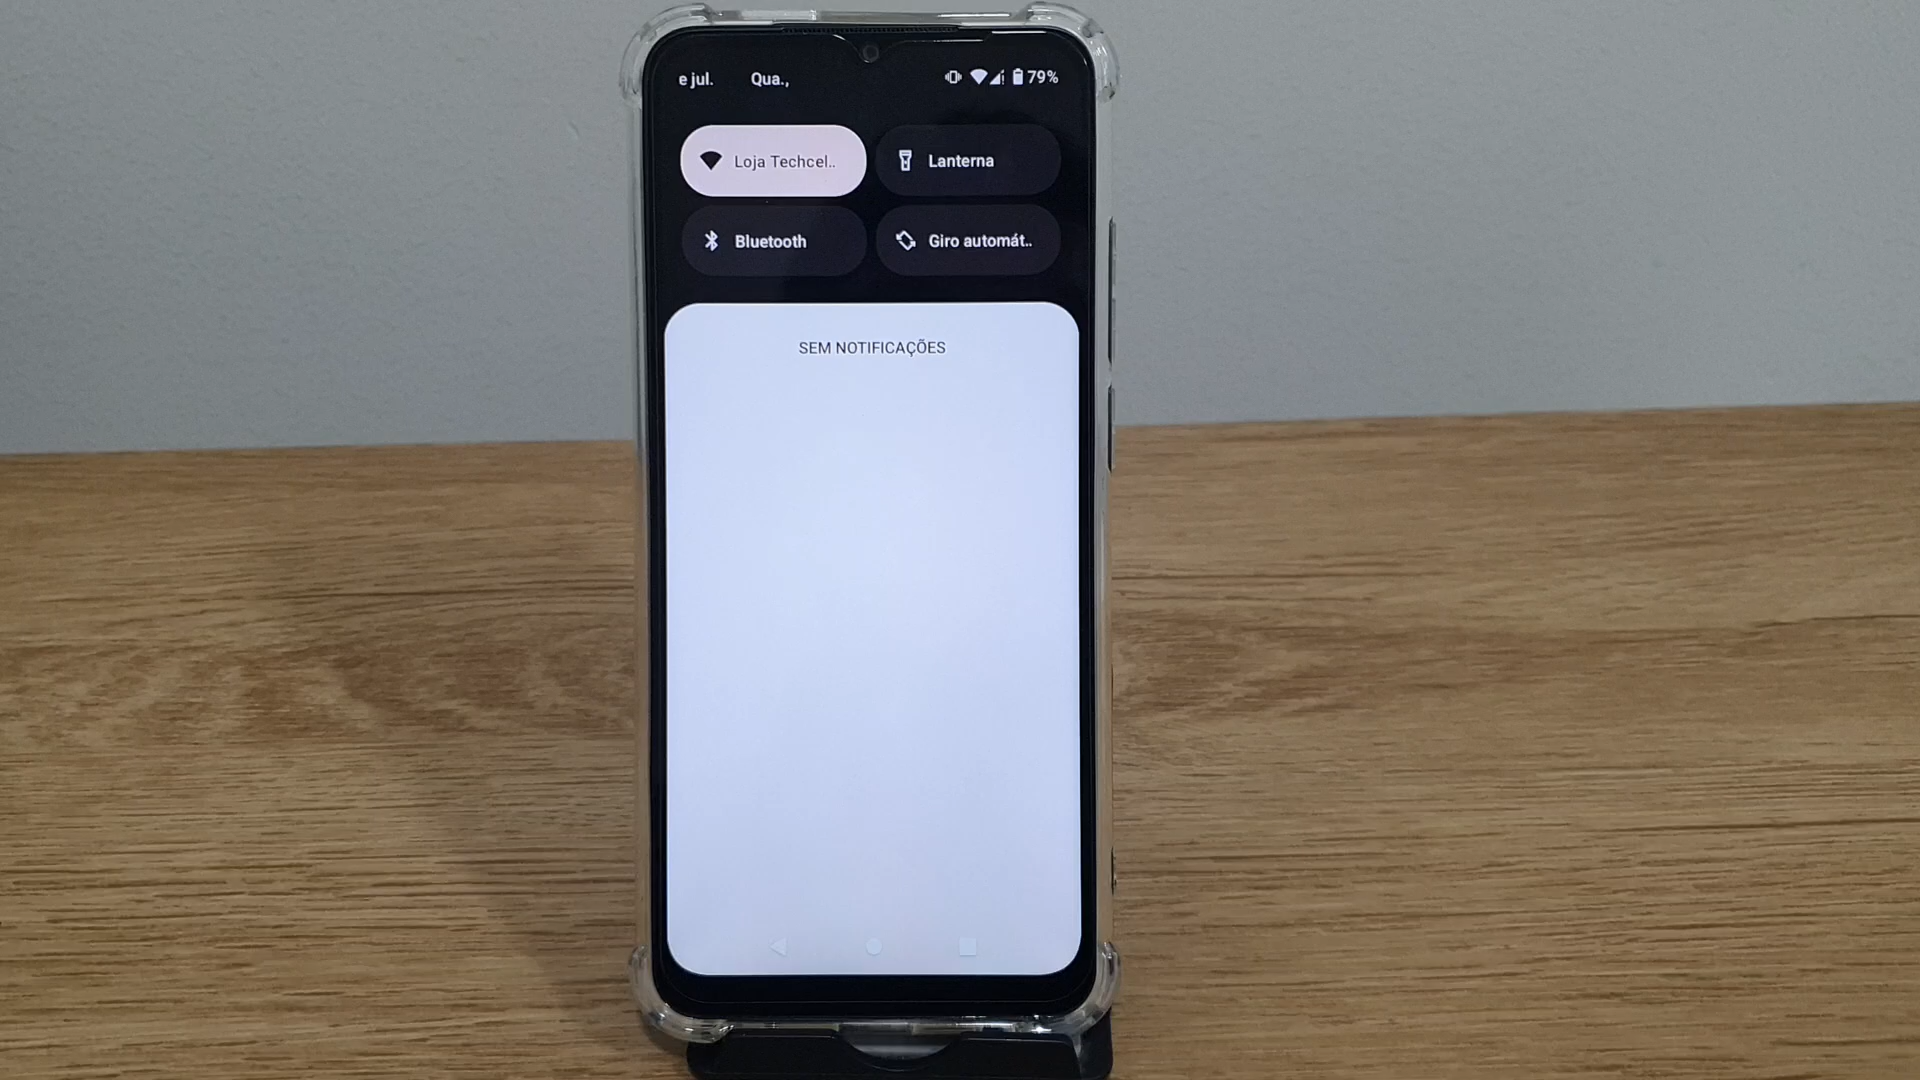 e jul. Qua., 79%
Loja Techcel.. Lanterna
Bluetooth Giro automát..
SEM NOTIFICAÇÕES